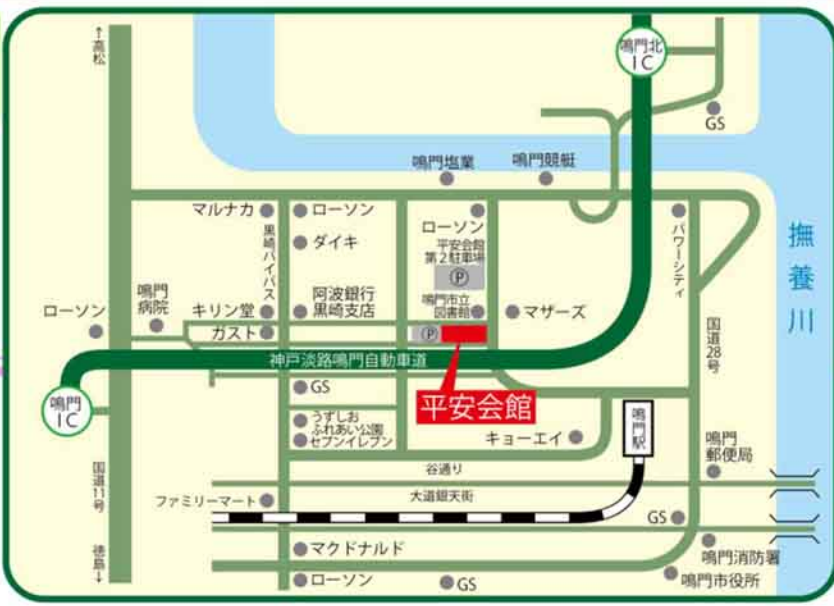 ↑高松
鳴門北
IC
GS
鳴門塩業
鳴門競艇
マルナカ
ローソン
ローソン
黒崎バイパス
ダイキ
平安会館
第2駐車場
P
パワーシティ
撫養川
鳴門
病院
ローソン
キリン堂
阿波銀行
黒崎支店
鳴門市立
図書館
マザーズ
ガスト
P
国道28号
神戸淡路鳴門自動車道
鳴門
IC
GS
平安会館
うずしお
ふれあい公園
セブンイレブン
キョーエイ
鳴門駅
鳴門
郵便局
谷通り
国道11号
ファミリーマート
大道銀天街
GS
徳島↓
マクドナルド
鳴門消防署
ローソン
GS
鳴門市役所